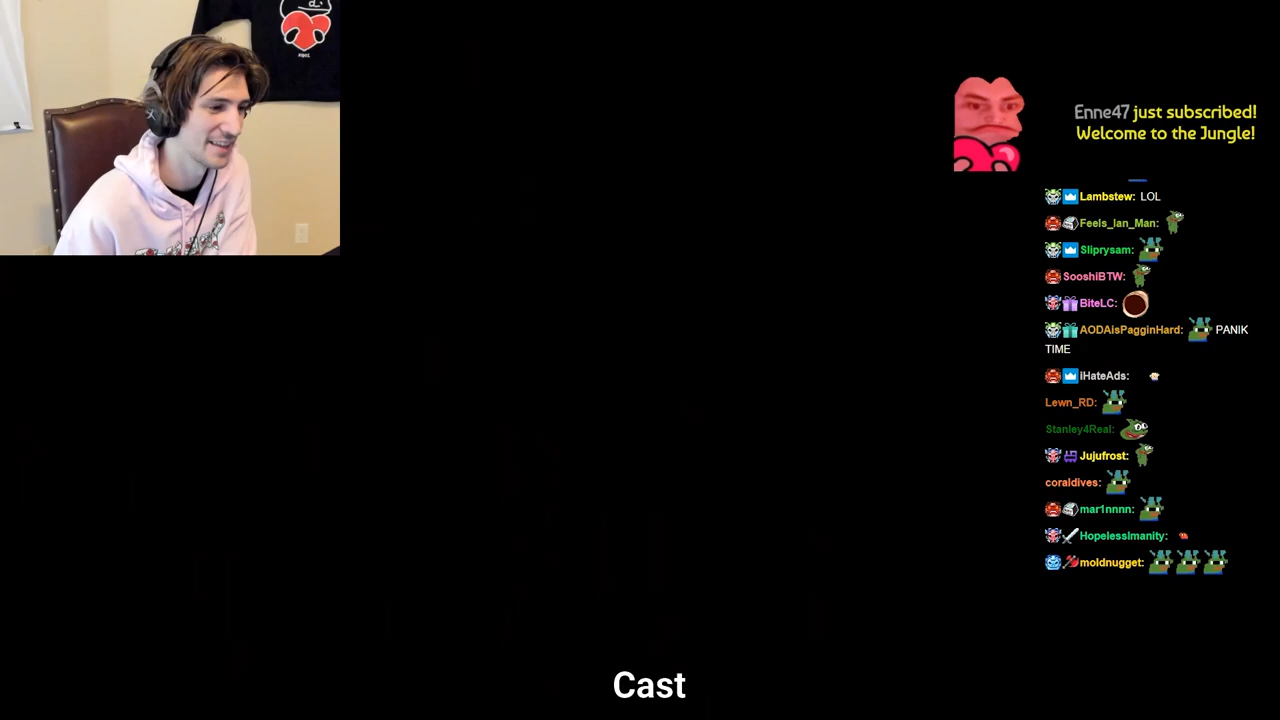 Enne47 just subscribed!
Welcome to the Jungle!
Lambstew: LOL
Feels_Ian_Man:
Sliprysam:
SooshiBTW:
BiteLC:
AODAisPagginHard: PANIK
TIME
iHateAds:
Lewn_RD:
Stanley4Real:
Jujufrost:
coraldives:
mar1nnnn:
HopelessImanity:
moldnugget:
Cast